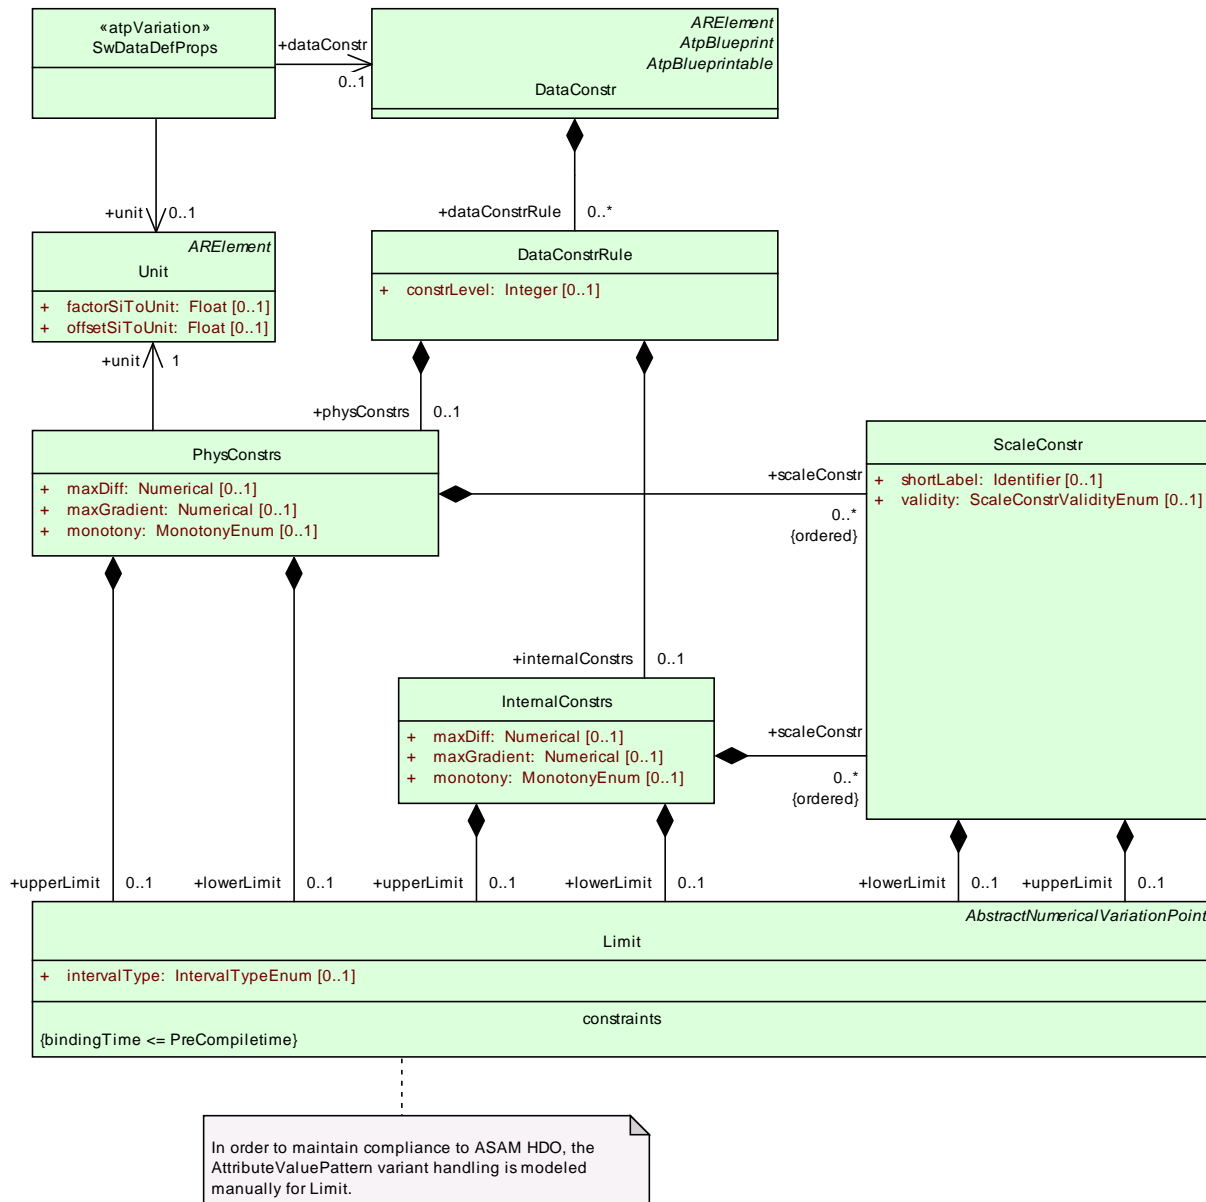 «atpVariation»
SwDataDefProps
+dataConstr
0..1
ARElement
AtpBlueprint
AtpBlueprintable
DataConstr
+unit
0..1
+dataConstrRule
0..*
ARElement
Unit
+ factorSiToUnit: Float [0..1]
+ offsetSiToUnit: Float [0..1]
DataConstrRule
+ constrLevel: Integer [0..1]
+unit
1
+physConstrs
0..1
PhysConstrs
+ maxDiff: Numerical [0..1]
+ maxGradient: Numerical [0..1]
+ monotony: MonotonyEnum [0..1]
+scaleConstr
0..*
{ordered}
ScaleConstr
+ shortLabel: Identifier [0..1]
+ validity: ScaleConstrValidityEnum [0..1]
+internalConstrs
0..1
InternalConstrs
+ maxDiff: Numerical [0..1]
+ maxGradient: Numerical [0..1]
+ monotony: MonotonyEnum [0..1]
+scaleConstr
0..*
{ordered}
+upperLimit
0..1
+lowerLimit
0..1
+upperLimit
0..1
+lowerLimit
0..1
+lowerLimit
0..1
+upperLimit
0..1
AbstractNumericalVariationPoint
Limit
+ intervalType: IntervalTypeEnum [0..1]
constraints
{bindingTime <= PreCompiletime}
In order to maintain compliance to ASAM HDO, the
AttributeValuePattern variant handling is modeled
manually for Limit.